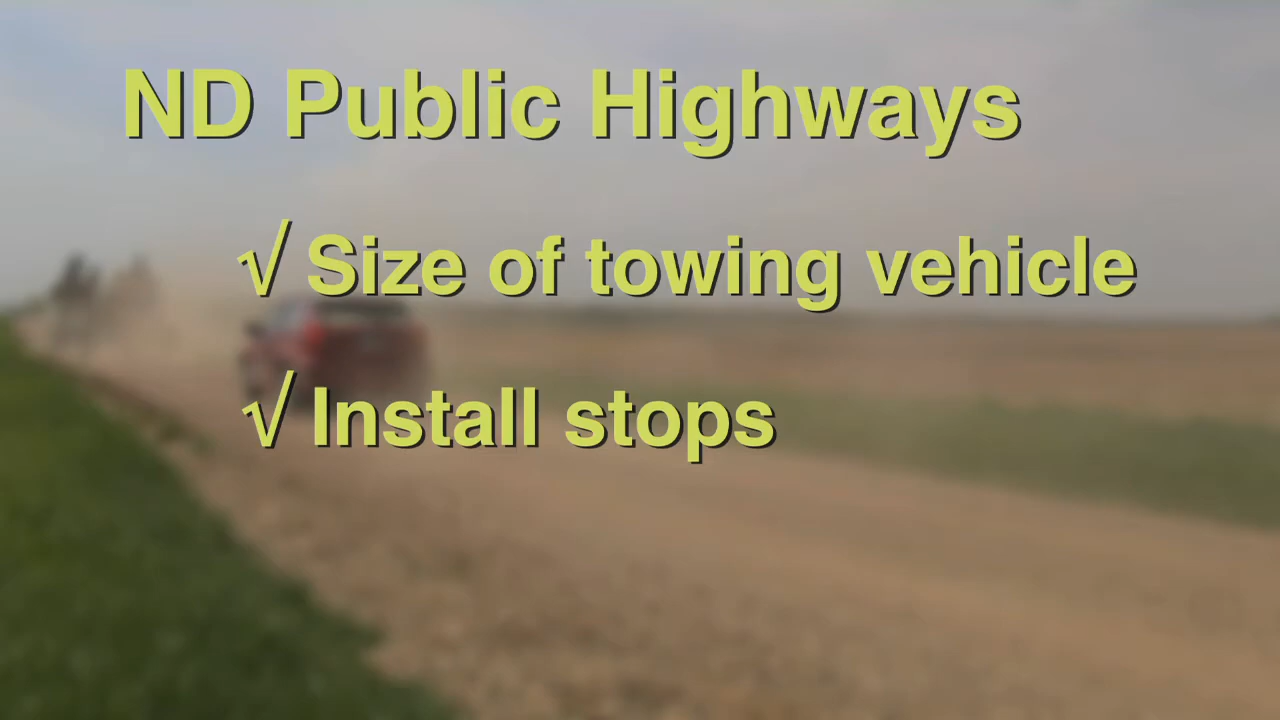 ND Public Highways
√ Size of towing vehicle
√ Install stops